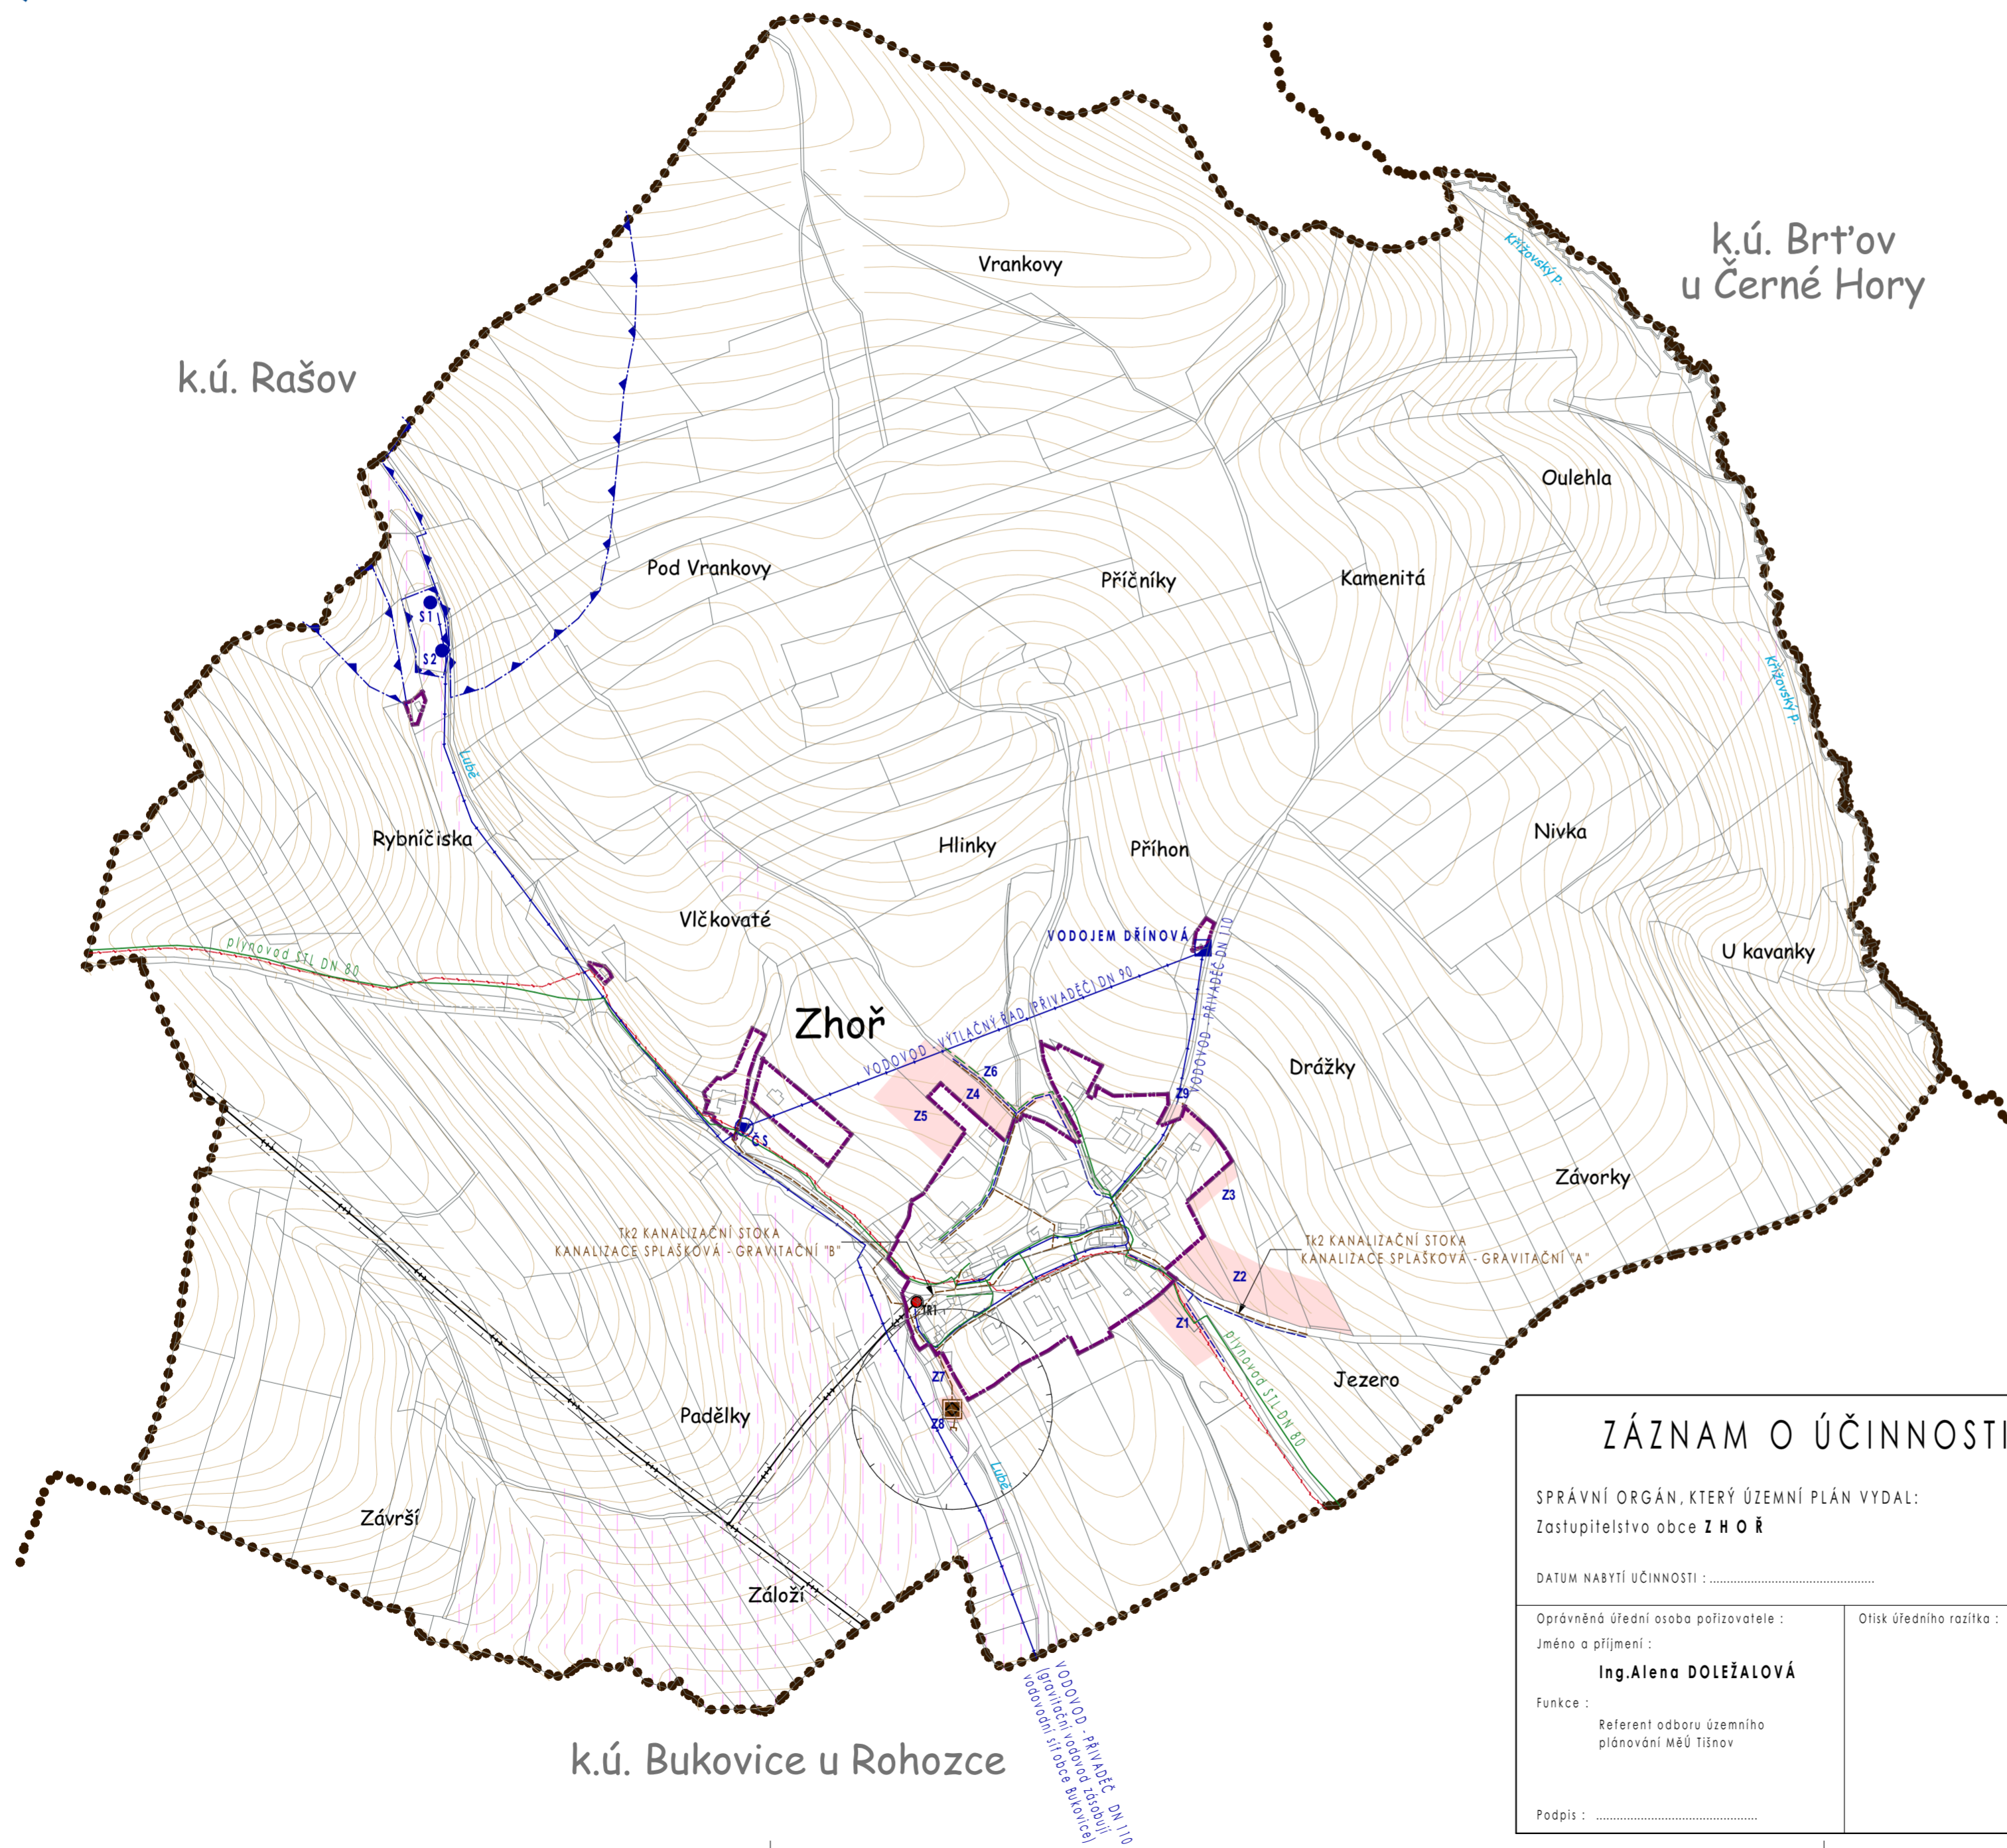 k.ú. Brťov
u Černé Hory
Křížovský p.
Vrankovy
k.ú. Rašov
Oulehla
Pod Vrankovy
Příčníky
Kamenitá
S1
S2
Křížovský p.
Lubě
Rybníčiska
Hlinky
Příhon
Nivka
Vlčkovaté
VODOJEM DŘÍNOVÁ
VODOVOD - PŘIVADĚČ DN 110
plynovod STL DN 80
U kavanky
VODOVOD - VÝTLAČNÝ ŘAD (PŘIVADĚČ) DN 90
Zhoř
Drážky
Z6
Z4
Z5
Z9
ČS
Závorky
Z3
Tk2 KANALIZAČNÍ STOKA
KANALIZACE SPLAŠKOVÁ - GRAVITAČNÍ "B"
Tk2 KANALIZAČNÍ STOKA
KANALIZACE SPLAŠKOVÁ - GRAVITAČNÍ "A"
Z2
TR1
Z1
plynovod STL DN 80
Z7
Jezero
Padělky
Z8
Lubě
Závrší
Záloží
VODOVOD - PŘIVADĚČ DN 110
(gravitační vodovod zásobují
vodovodní síť obce Bukovice)
k.ú. Bukovice u Rohozce
ZÁZNAM O ÚČINNOSTI
SPRÁVNÍ ORGÁN, KTERÝ ÚZEMNÍ PLÁN VYDAL:
Zastupitelstvo obce ZHOŘ
DATUM NABYTÍ UČINNOSTI : ................................................
Oprávněná úřední osoba pořizovatele :
Otisk úředního razítka :
Jméno a příjmení :
Ing.Alena DOLEŽALOVÁ
Funkce :
Referent odboru územního
plánování MěÚ Tišnov
Podpis : ...............................................